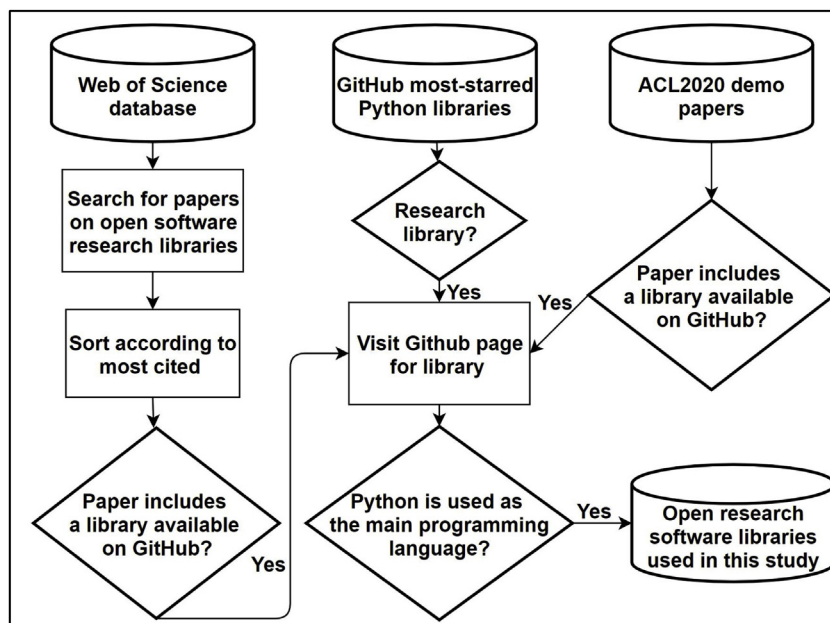 Web of Science
database
GitHub most-starred
Python libraries
ACL2020 demo
papers
Search for papers
on open software
research libraries
Research
library?
Yes
Paper includes
a library available
on GitHub?
Yes
Sort according to
most cited
Visit Github page
for library
Paper includes
a library available
on GitHub?
Yes
Python is used as
the main programming
language?
Yes
Open research
software libraries
used in this study